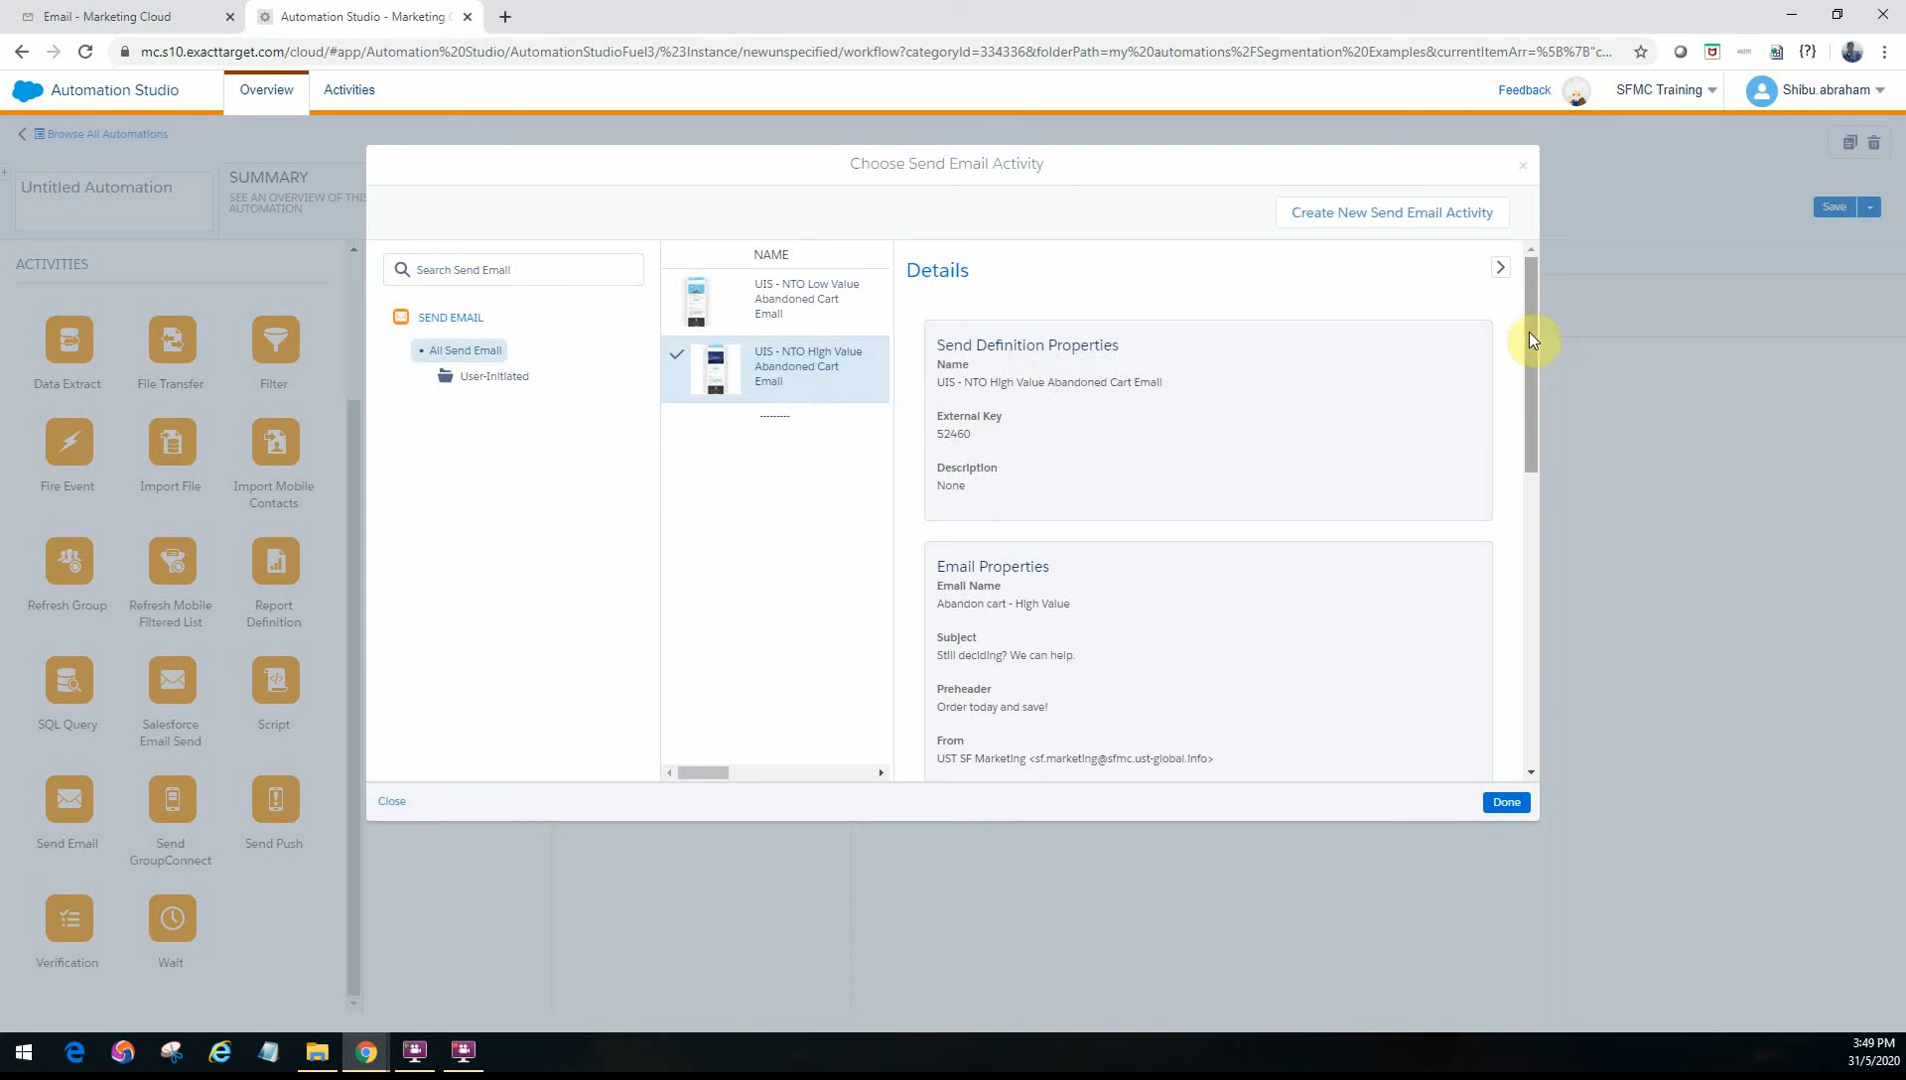 Email - Marketing Cloud
Automation Studio - Marketing C
mc.s10.exacttarget.com/cloud/#app/Automation%20Studio/AutomationStudioFuel3/%23Instance/newunspecified/workflow?categoryId=334336&folderPath=my%20automations%2FSegmentation%20Examples&currentItemArr=%5B%7B"c...
Automation Studio
Overview
Activities
Feedback
SFMC Training
Shibu.abraham
Browse All Automations
Untitled Automation
SUMMARY
SEE AN OVERVIEW OF THIS
AUTOMATION
Save
Choose Send Email Activity
Create New Send Email Activity
ACTIVITIES
Data Extract
File Transfer
Filter
Fire Event
Import File
Import Mobile
Contacts
Refresh Group
Refresh Mobile
Filtered List
Report
Definition
SQL Query
Salesforce
Email Send
Script
Send Email
Send
GroupConnect
Send Push
Verification
Wait
Search Send Email
SEND EMAIL
• All Send Email
User-Initiated
NAME
UIS - NTO Low Value
Abandoned Cart
Email
UIS - NTO High Value
Abandoned Cart
Email
---------
Details
Send Definition Properties
Name
UIS - NTO High Value Abandoned Cart Email
External Key
52460
Description
None
Email Properties
Email Name
Abandon cart - High Value
Subject
Still deciding? We can help.
Preheader
Order today and save!
From
UST SF Marketing <sf.marketing@sfmc.ust-global.info>
Close
Done
3:49 PM
31/5/2020